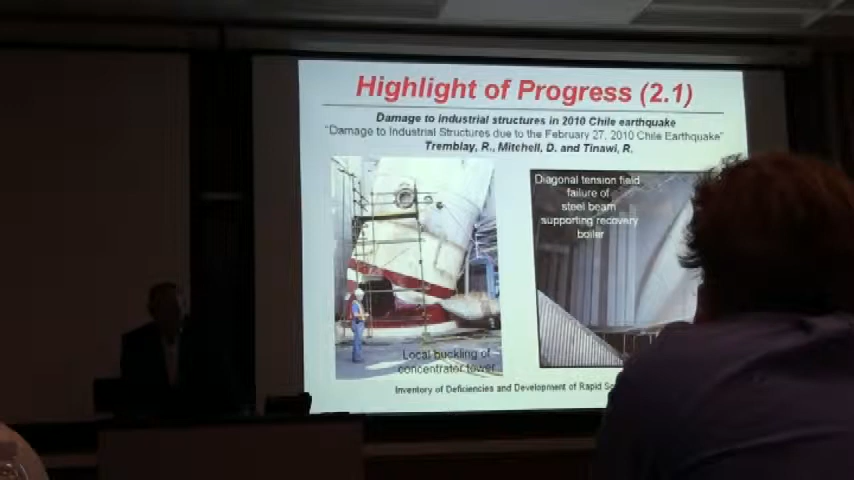 Highlight of Progress (2.1)
Damage to industrial structures in 2010 Chile earthquake
"Damage to Industrial Structures due to the February 27, 2010 Chile Earthquake"
Tremblay, R., Mitchell, D. and Tinawi, R.
Diagonal tension field
failure of
steel beam
supporting recovery
boiler
Local buckling of
concentrator tower
Inventory of Deficiencies and Development of Rapid